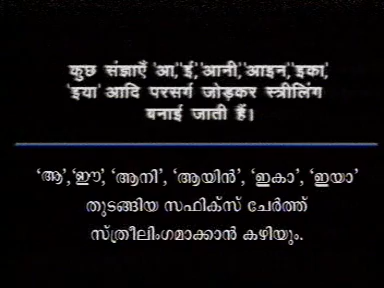 कुछ संज्ञाएँ 'आ,''ई,''आनी,''आइन,''इका,'
'इया' आदि परसर्ग जोड़कर स्त्रीलिंग
बनाई जाती हैं।
‘ആ’,‘ഈ’, ‘ആനി’, ‘ആയിൻ’, ‘ഇകാ’, ‘ഇയാ’
തുടങ്ങിയ സഫിക്സ് ചേർത്ത്
സ്ത്രീലിംഗമാക്കാൻ കഴിയും.